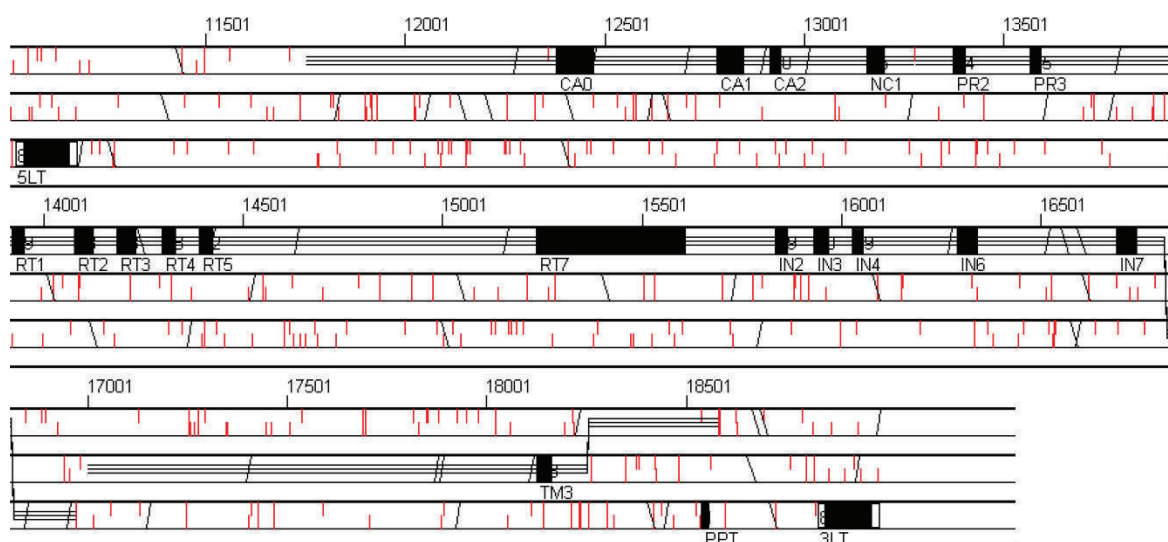 11501 12001 12501 13001 13501
CA0 CA1 CA2 NC1 PR2 PR3
5LT
14001 14501 15001 15501 16001 16501
RT1 RT2 RT3 RT4 RT5 RT7 IN2 IN3 IN4 IN6 IN7
17001 17501 18001 18501
TM3
PPT 3LT